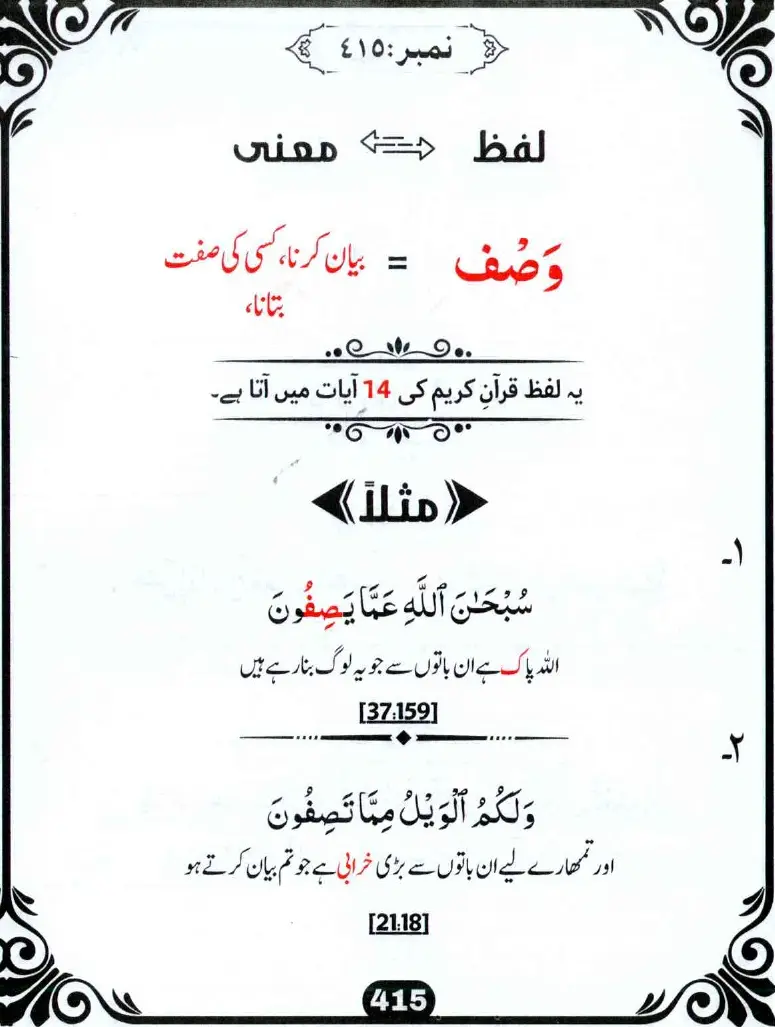 نمبر:٤١٥
لفظ ⇐⇒ معنی
وَصْف = بیان کرنا، کسی کی صفت
بتانا،
یہ لفظ قرآنِ کریم کی 14 آیات میں آتا ہے۔
مثلاً
١۔
سُبْحَـٰنَ ٱللَّهِ عَمَّا يَصِفُونَ
اللہ پاک ہے ان باتوں سے جو یہ لوگ بنا رہے ہیں
[37:159]
٢۔
وَلَكُمُ ٱلْوَيْلُ مِمَّا تَصِفُونَ
اور تمھارے لیے ان باتوں سے بڑی خرابی ہے جو تم بیان کرتے ہو
[21:18]
415